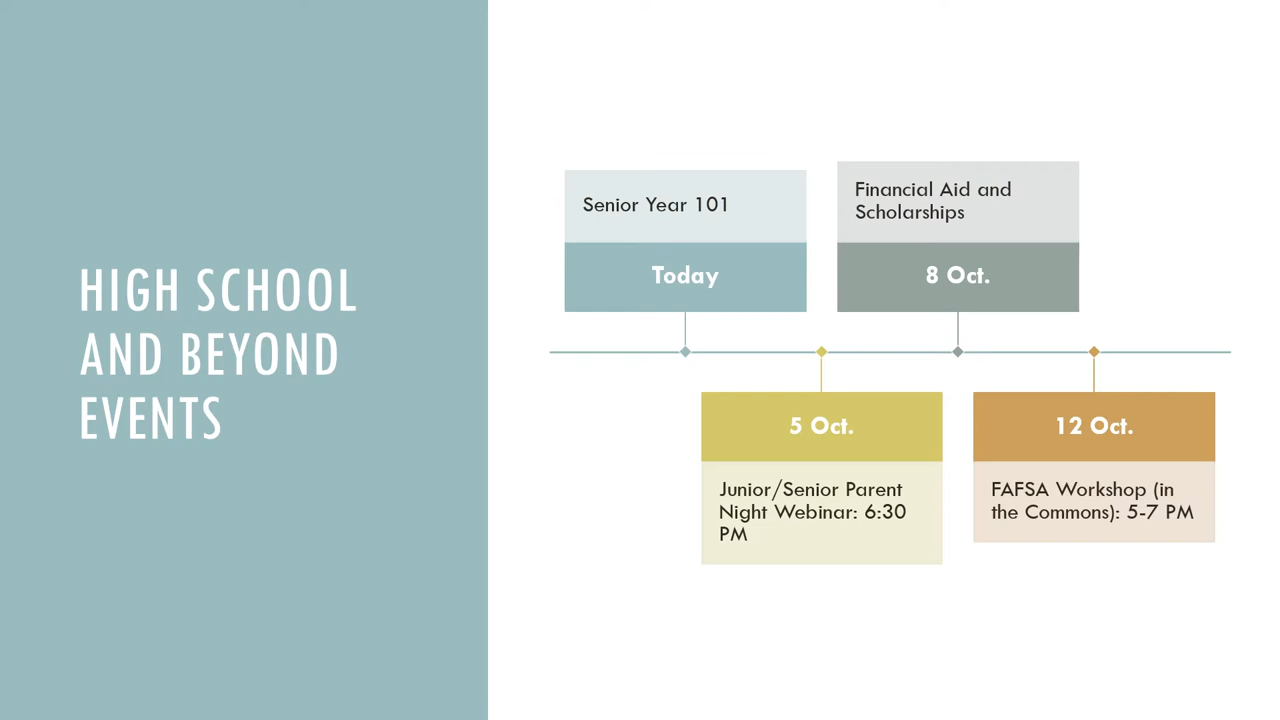 HIGH SCHOOL
AND BEYOND
EVENTS
Senior Year 101
Today
5 Oct.
Junior/Senior Parent
Night Webinar: 6:30
PM
Financial Aid and
Scholarships
8 Oct.
12 Oct.
FAFSA Workshop (in
the Commons): 5-7 PM